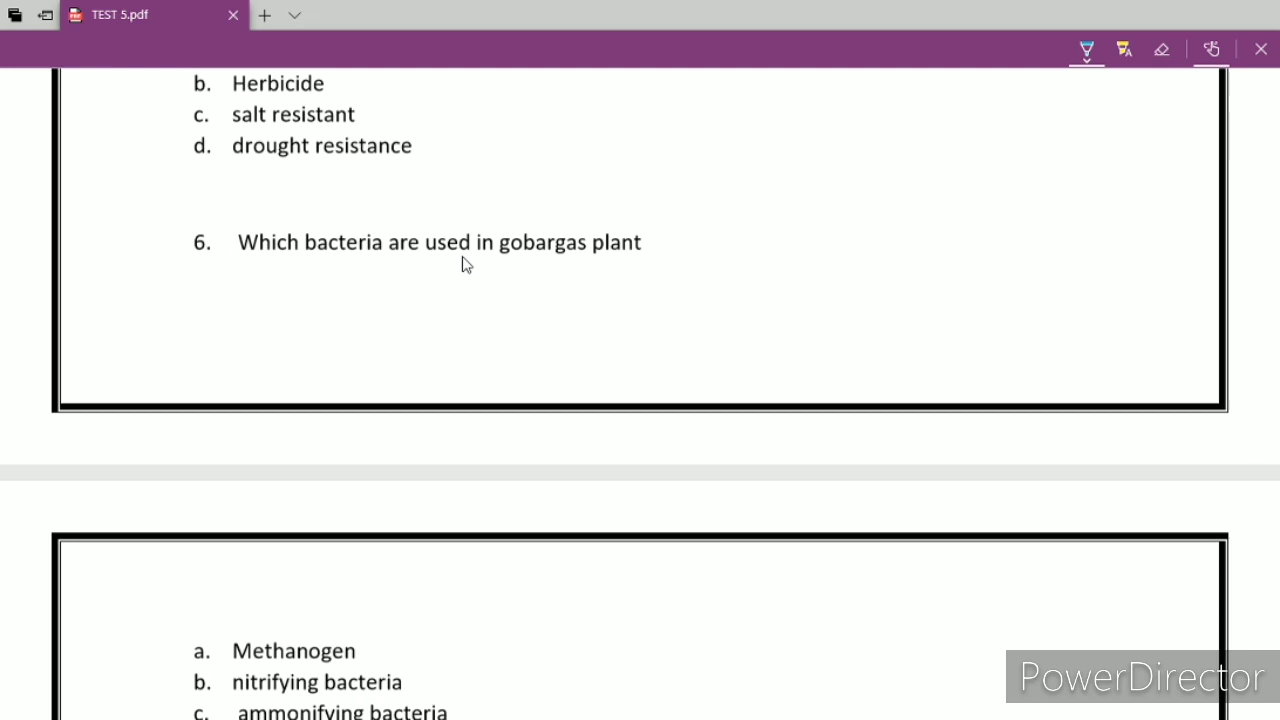 TEST 5.pdf
b. Herbicide
c. salt resistant
d. drought resistance
6. Which bacteria are used in gobargas plant
a. Methanogen
b. nitrifying bacteria
c. ammonifying bacteria
PowerDirector